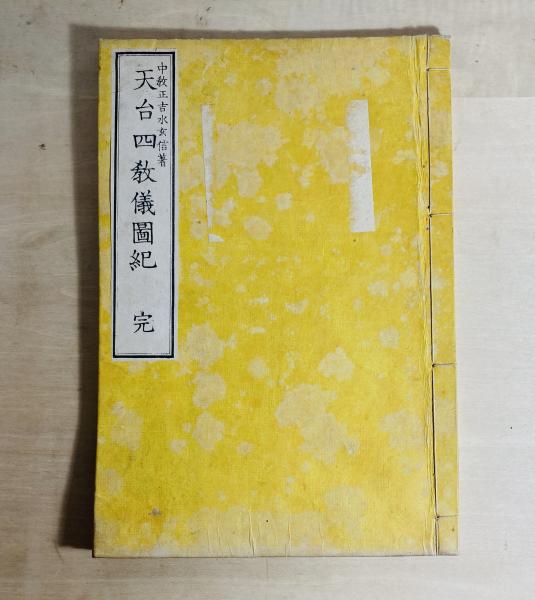 中教正吉水玄信著
天台四教儀圖紀 完